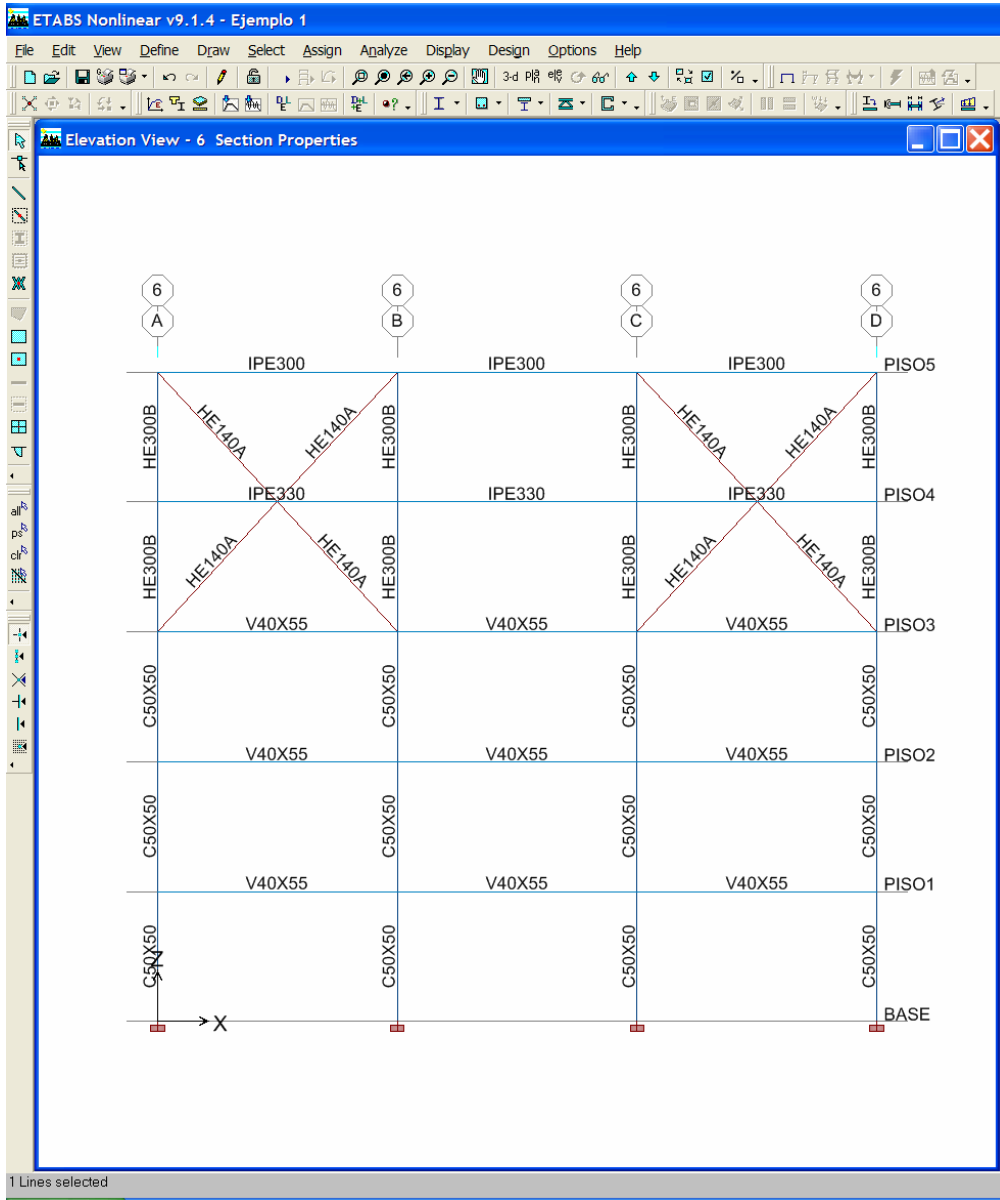 ETABS Nonlinear v9.1.4 - Ejemplo 1
File Edit View Define Draw Select Assign Analyze Display Design Options Help
3-d
Elevation View - 6 Section Properties
6 6 6 6
A B C D
IPE300 IPE300 IPE300 PISO5
HE300B HE140A HE140A HE300B HE300B HE140A HE140A HE300B
IPE330 IPE330 IPE330 PISO4
HE300B HE140A HE140A HE300B HE300B HE140A HE140A HE300B
V40X55 V40X55 V40X55 PISO3
C50X50 C50X50 C50X50 C50X50
V40X55 V40X55 V40X55 PISO2
C50X50 C50X50 C50X50 C50X50
V40X55 V40X55 V40X55 PISO1
C50X50 C50X50 C50X50 C50X50
Z
X BASE
all
ps
clr
1 Lines selected